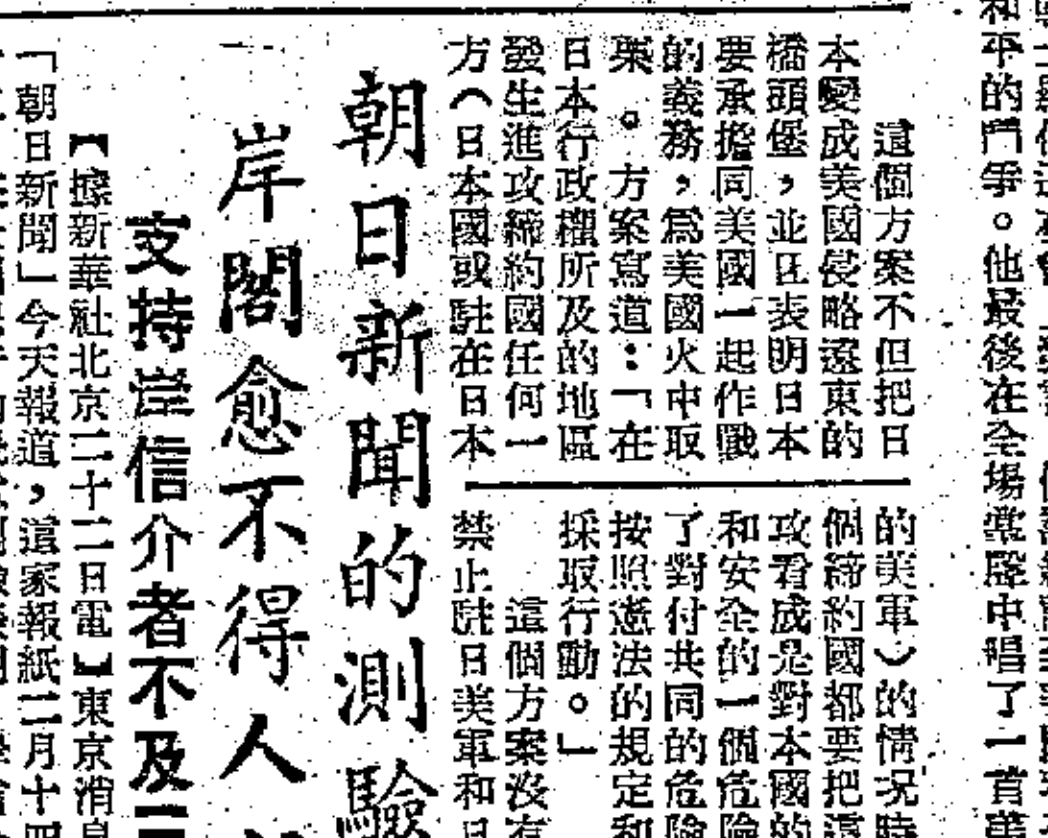 和平的鬥爭。他最後在全場掌聲中唱了一首
這個方案不但把日
本變成美國侵略遠東的
橋頭堡，並且表明日本
要承擔同美國一起作戰
的義務，爲美國火中取
栗。方案寫道：「在
日本行政權所及的地區
發生進攻締約國任何一
方（日本國或駐在日本
的美軍）的情況時
個締約國都要把這
攻看成是對本國的
和安全的一個危險
了對付共同的危險
按照憲法的規定和
採取行動。」
這個方案沒有
禁止駐日美軍和日
朝日新聞的測驗
岸閣愈不得人
支持岸信介者不及二
【據新華社北京二十二日電】東京消息
「朝日新聞」今天報道，這家報紙二月十四